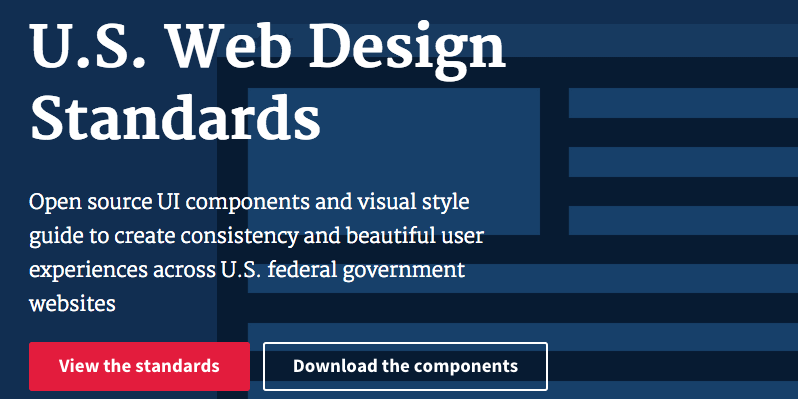 U.S. Web Design
Standards
Open source UI components and visual style
guide to create consistency and beautiful user
experiences across U.S. federal government
websites
View the standards
Download the components